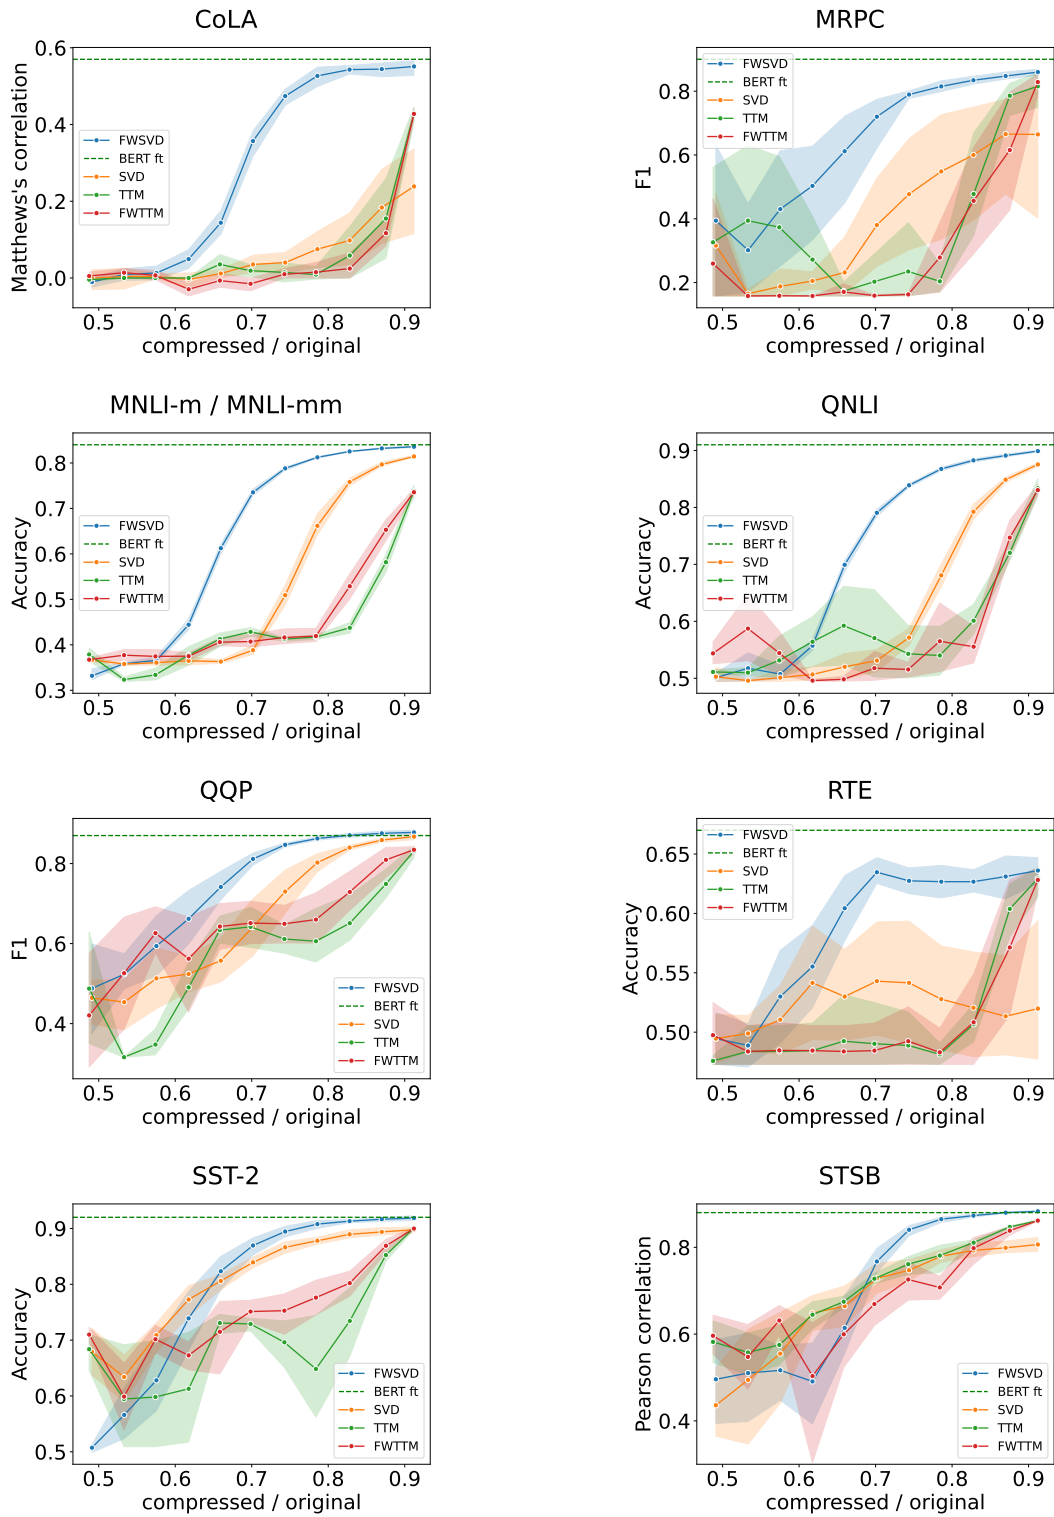 CoLA
Matthews's correlation
0.6
0.4
0.2
0.0
FWSVD
BERT ft
SVD
TTM
FWTTM
0.5 0.6 0.7 0.8 0.9
compressed / original
MRPC
F1
0.8
0.6
0.4
0.2
FWSVD
BERT ft
SVD
TTM
FWTTM
0.5 0.6 0.7 0.8 0.9
compressed / original
MNLI-m / MNLI-mm
Accuracy
0.8
0.7
0.6
0.5
0.4
0.3
FWSVD
BERT ft
SVD
TTM
FWTTM
0.5 0.6 0.7 0.8 0.9
compressed / original
QNLI
Accuracy
0.9
0.8
0.7
0.6
0.5
FWSVD
BERT ft
SVD
TTM
FWTTM
0.5 0.6 0.7 0.8 0.9
compressed / original
QQP
F1
0.8
0.6
0.4
FWSVD
BERT ft
SVD
TTM
FWTTM
0.5 0.6 0.7 0.8 0.9
compressed / original
RTE
Accuracy
0.65
0.60
0.55
0.50
FWSVD
BERT ft
SVD
TTM
FWTTM
0.5 0.6 0.7 0.8 0.9
compressed / original
SST-2
Accuracy
0.9
0.8
0.7
0.6
0.5
FWSVD
BERT ft
SVD
TTM
FWTTM
0.5 0.6 0.7 0.8 0.9
compressed / original
STSB
Pearson correlation
0.8
0.6
0.4
FWSVD
BERT ft
SVD
TTM
FWTTM
0.5 0.6 0.7 0.8 0.9
compressed / original